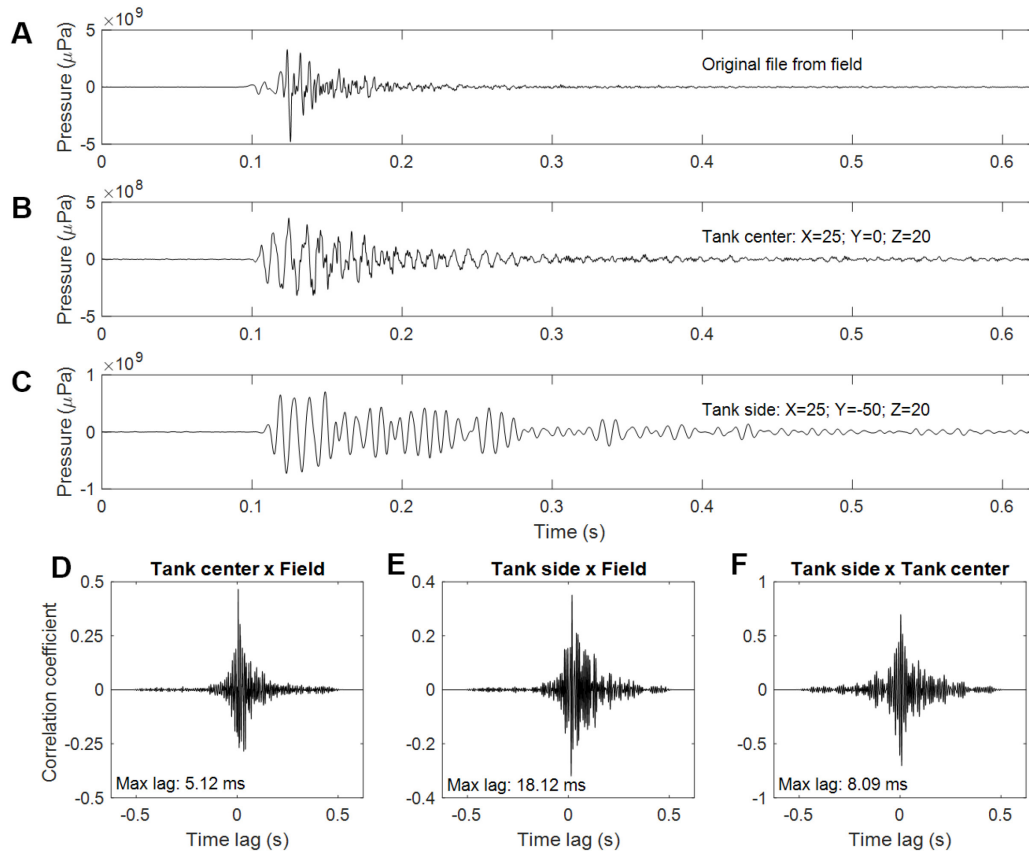 A
×10⁹
5
0
-5
Pressure (μPa)
Original file from field
0 0.1 0.2 0.3 0.4 0.5 0.6
B
×10⁸
5
0
-5
Pressure (μPa)
Tank center: X=25; Y=0; Z=20
0 0.1 0.2 0.3 0.4 0.5 0.6
C
×10⁹
1
0
-1
Pressure (μPa)
Tank side: X=25; Y=-50; Z=20
0 0.1 0.2 0.3 0.4 0.5 0.6
Time (s)
D
Tank center x Field
0.5
0.25
0
-0.25
-0.5
Correlation coefficient
Max lag: 5.12 ms
-0.5 0 0.5
Time lag (s)
E
Tank side x Field
0.4
0.2
0
-0.2
-0.4
Max lag: 18.12 ms
-0.5 0 0.5
Time lag (s)
F
Tank side x Tank center
1
0.5
0
-0.5
-1
Max lag: 8.09 ms
-0.5 0 0.5
Time lag (s)